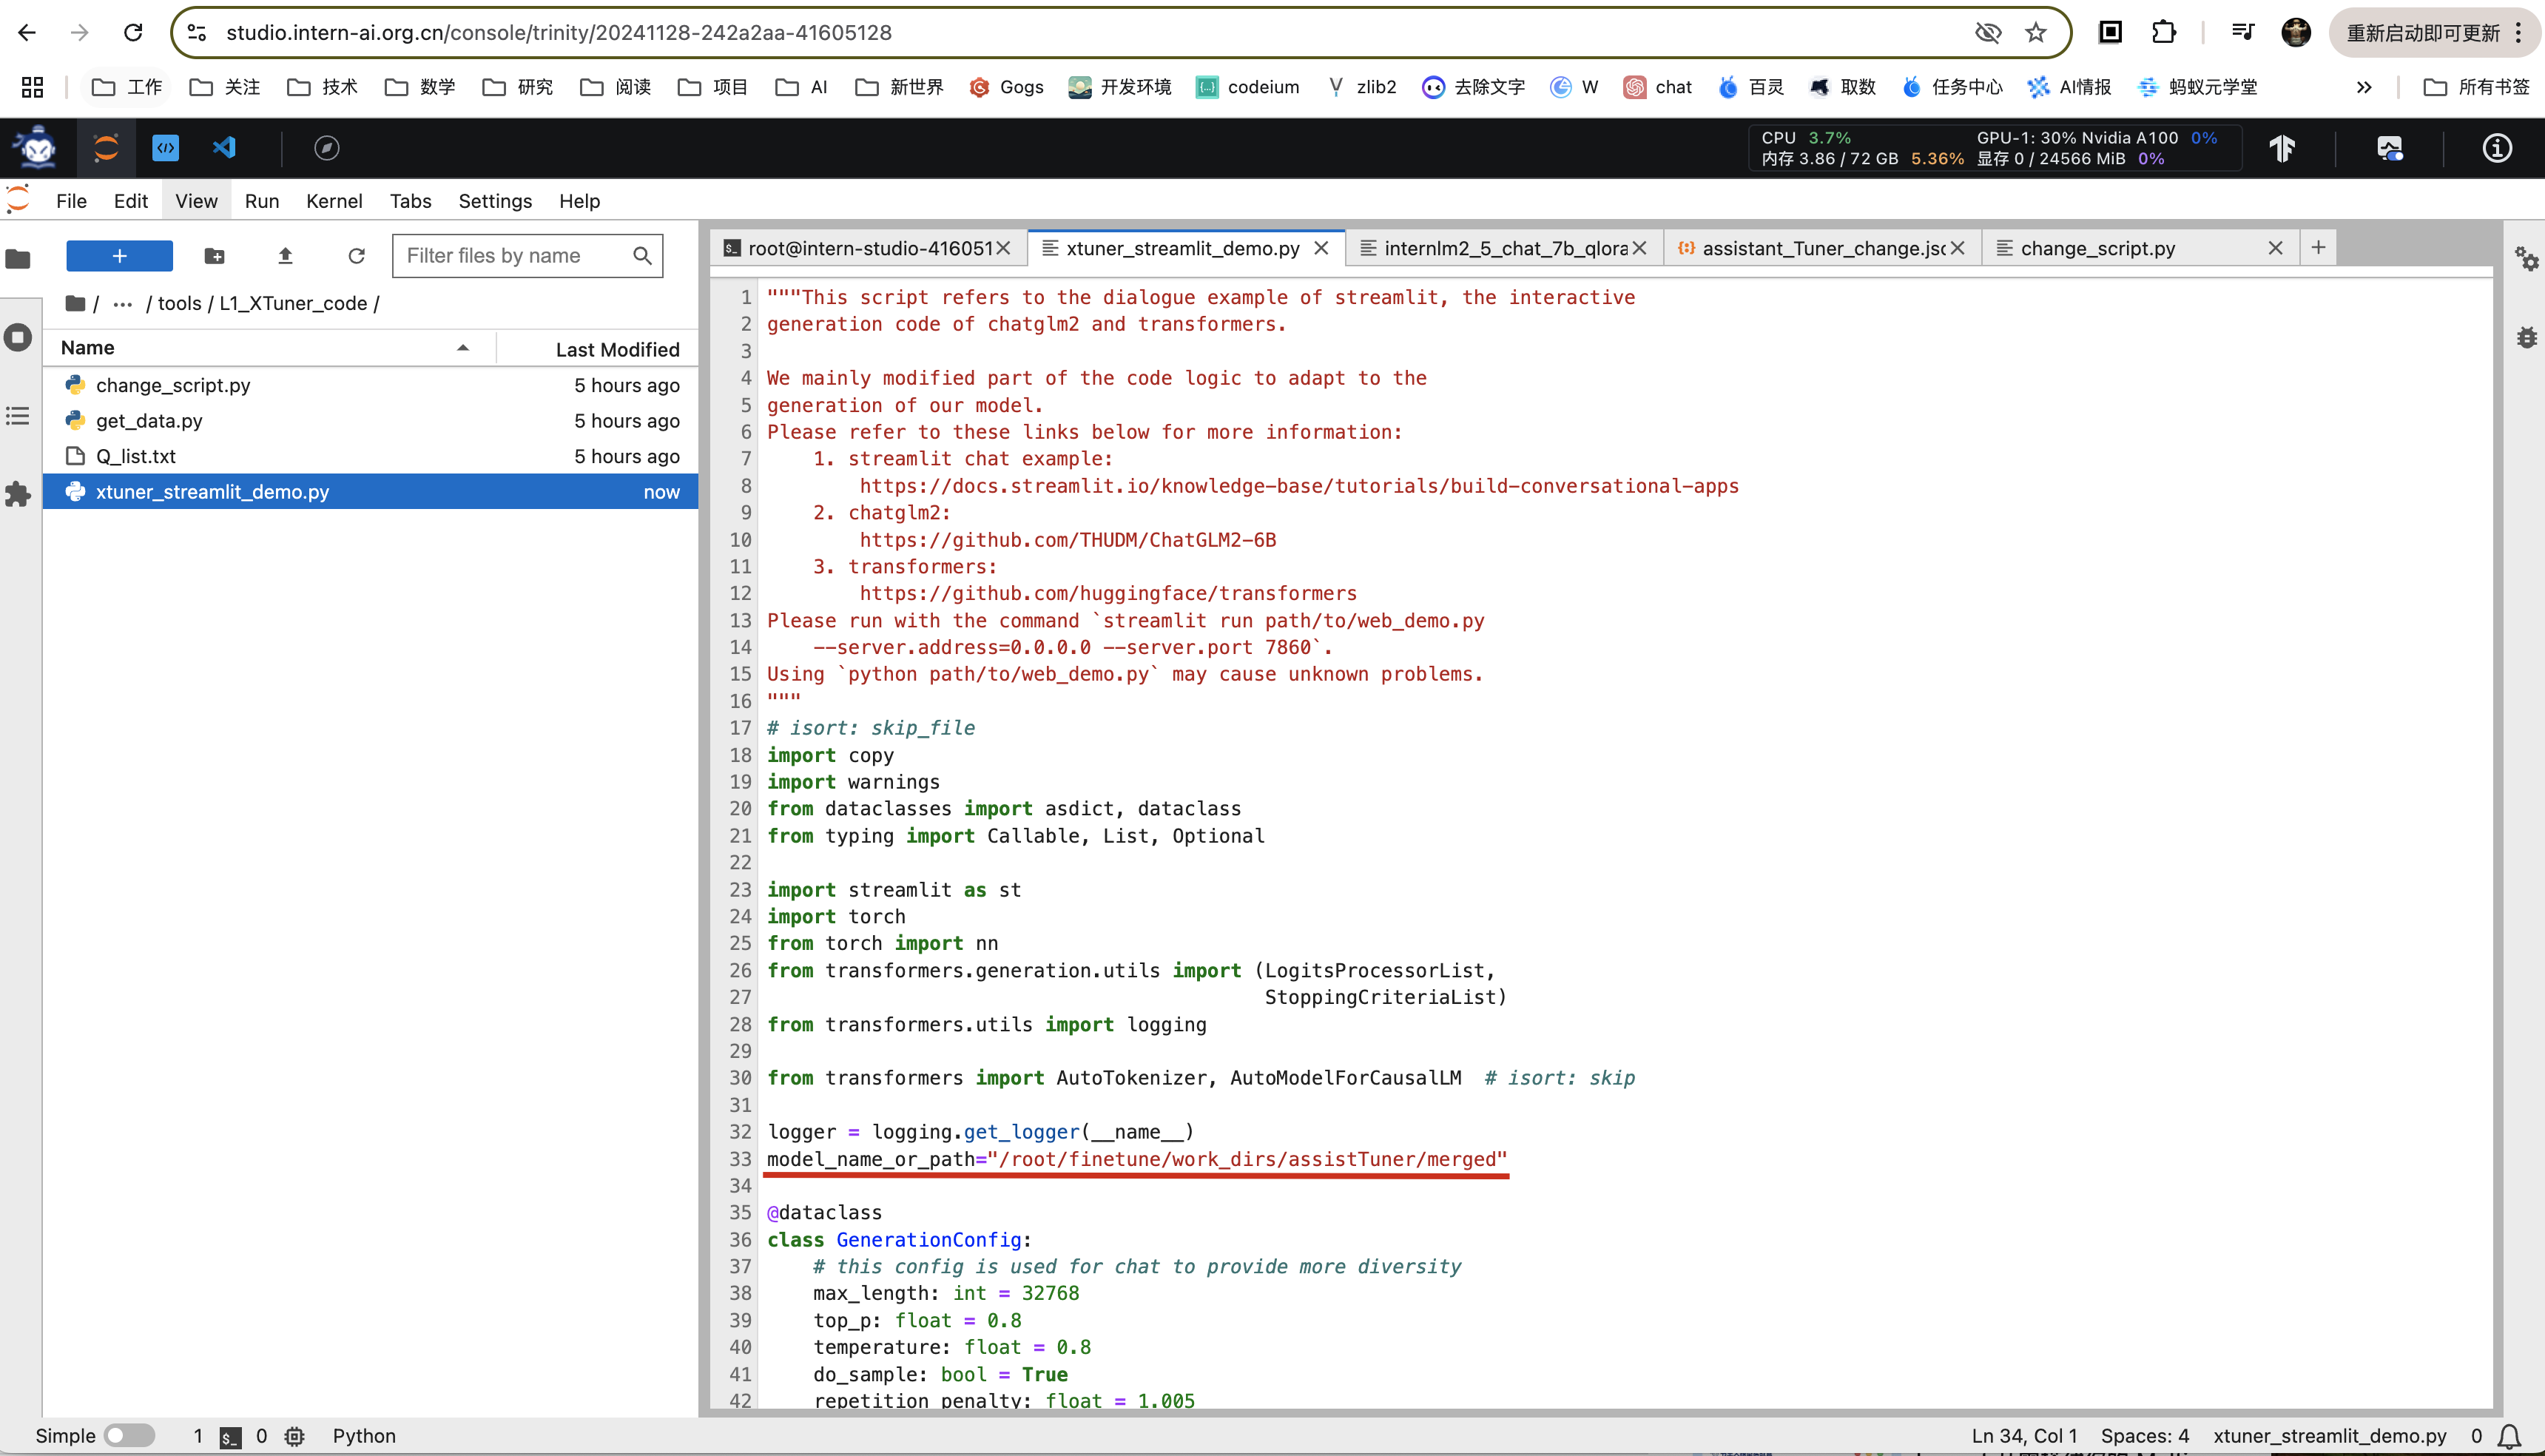 studio.intern-ai.org.cn/console/trinity/20241128-242a2aa-41605128
重新启动即可更新
工作 关注 技术 数学 研究 阅读 项目 AI 新世界 Gogs 开发环境 codeium zlib2 去除文字 W chat 百灵 取数 任务中心 AI情报 蚂蚁元学堂 » 所有书签
CPU 3.7% GPU-1: 30% Nvidia A100 0%
内存 3.86 / 72 GB 5.36% 显存 0 / 24566 MiB 0%
File Edit View Run Kernel Tabs Settings Help
+ Filter files by name
root@intern-studio-416051 xtuner_streamlit_demo.py internlm2_5_chat_7b_qlora assistant_Tuner_change.jso change_script.py +
/ ... / tools / L1_XTuner_code /
Name Last Modified
change_script.py 5 hours ago
get_data.py 5 hours ago
Q_list.txt 5 hours ago
xtuner_streamlit_demo.py now
1 """This script refers to the dialogue example of streamlit, the interactive
2 generation code of chatglm2 and transformers.
3
4 We mainly modified part of the code logic to adapt to the
5 generation of our model.
6 Please refer to these links below for more information:
7     1. streamlit chat example:
8         https://docs.streamlit.io/knowledge-base/tutorials/build-conversational-apps
9     2. chatglm2:
10         https://github.com/THUDM/ChatGLM2-6B
11     3. transformers:
12         https://github.com/huggingface/transformers
13 Please run with the command `streamlit run path/to/web_demo.py
14     --server.address=0.0.0.0 --server.port 7860`.
15 Using `python path/to/web_demo.py` may cause unknown problems.
16 """
17 # isort: skip_file
18 import copy
19 import warnings
20 from dataclasses import asdict, dataclass
21 from typing import Callable, List, Optional
22
23 import streamlit as st
24 import torch
25 from torch import nn
26 from transformers.generation.utils import (LogitsProcessorList,
27                                            StoppingCriteriaList)
28 from transformers.utils import logging
29
30 from transformers import AutoTokenizer, AutoModelForCausalLM  # isort: skip
31
32 logger = logging.get_logger(__name__)
33 model_name_or_path="/root/finetune/work_dirs/assistTuner/merged"
34
35 @dataclass
36 class GenerationConfig:
37     # this config is used for chat to provide more diversity
38     max_length: int = 32768
39     top_p: float = 0.8
40     temperature: float = 0.8
41     do_sample: bool = True
42     repetition_penalty: float = 1.005
Simple 1 $_ 0 Python Ln 34, Col 1 Spaces: 4 xtuner_streamlit_demo.py 0